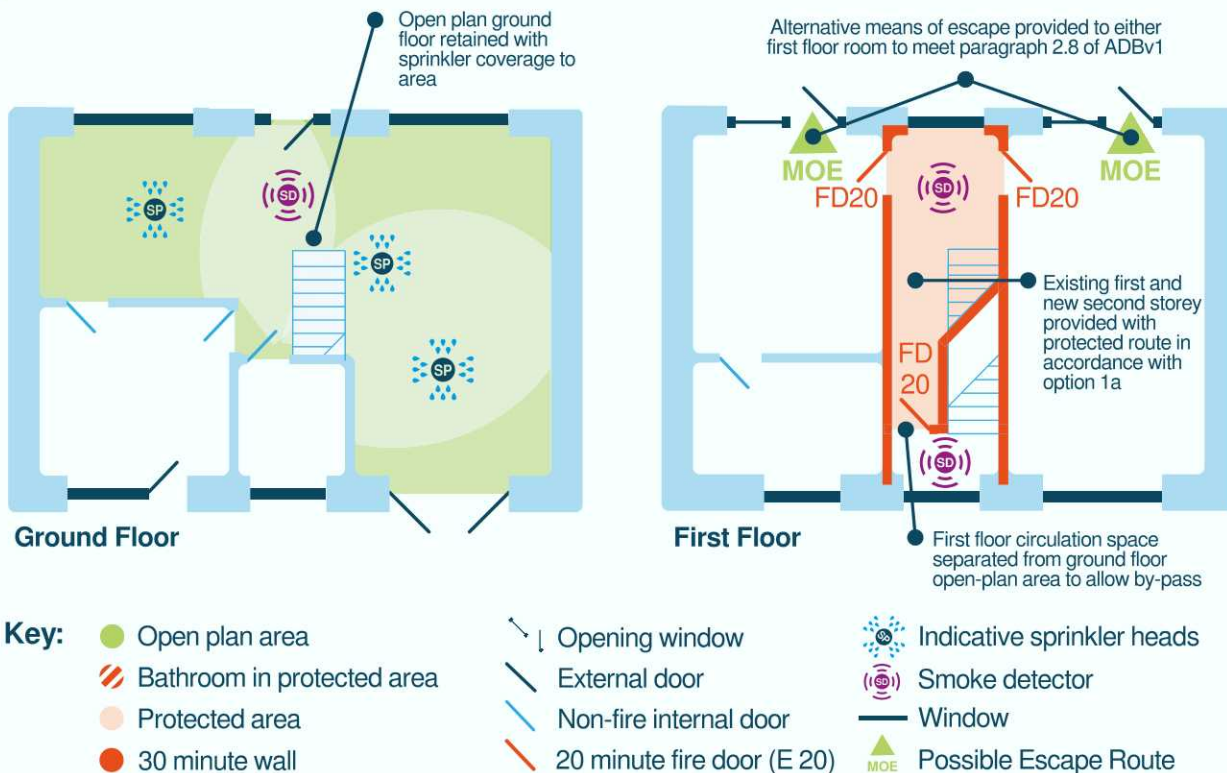 Open plan ground
floor retained with
sprinkler coverage to
area
SP
SD
SP
SP
Ground Floor
Alternative means of escape provided to either
first floor room to meet paragraph 2.8 of ADBv1
MOE
MOE
FD20
SD
FD20
Existing first and
new second storey
provided with
protected route in
accordance with
option 1a
FD
20
SD
First Floor
First floor circulation space
separated from ground floor
open-plan area to allow by-pass
Key:
Open plan area
Bathroom in protected area
Protected area
30 minute wall
Opening window
External door
Non-fire internal door
20 minute fire door (E 20)
SP
Indicative sprinkler heads
SD
Smoke detector
Window
MOE
Possible Escape Route